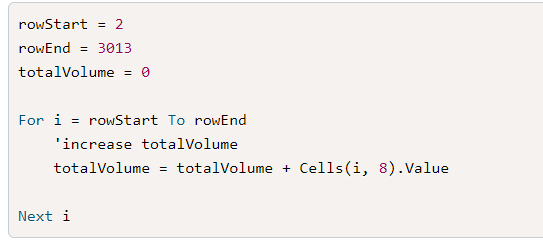 rowStart = 2
rowEnd = 3013
totalVolume = 0
For i = rowStart To rowEnd
'increase totalVolume
totalVolume = totalVolume + Cells(i, 8).Value
Next i